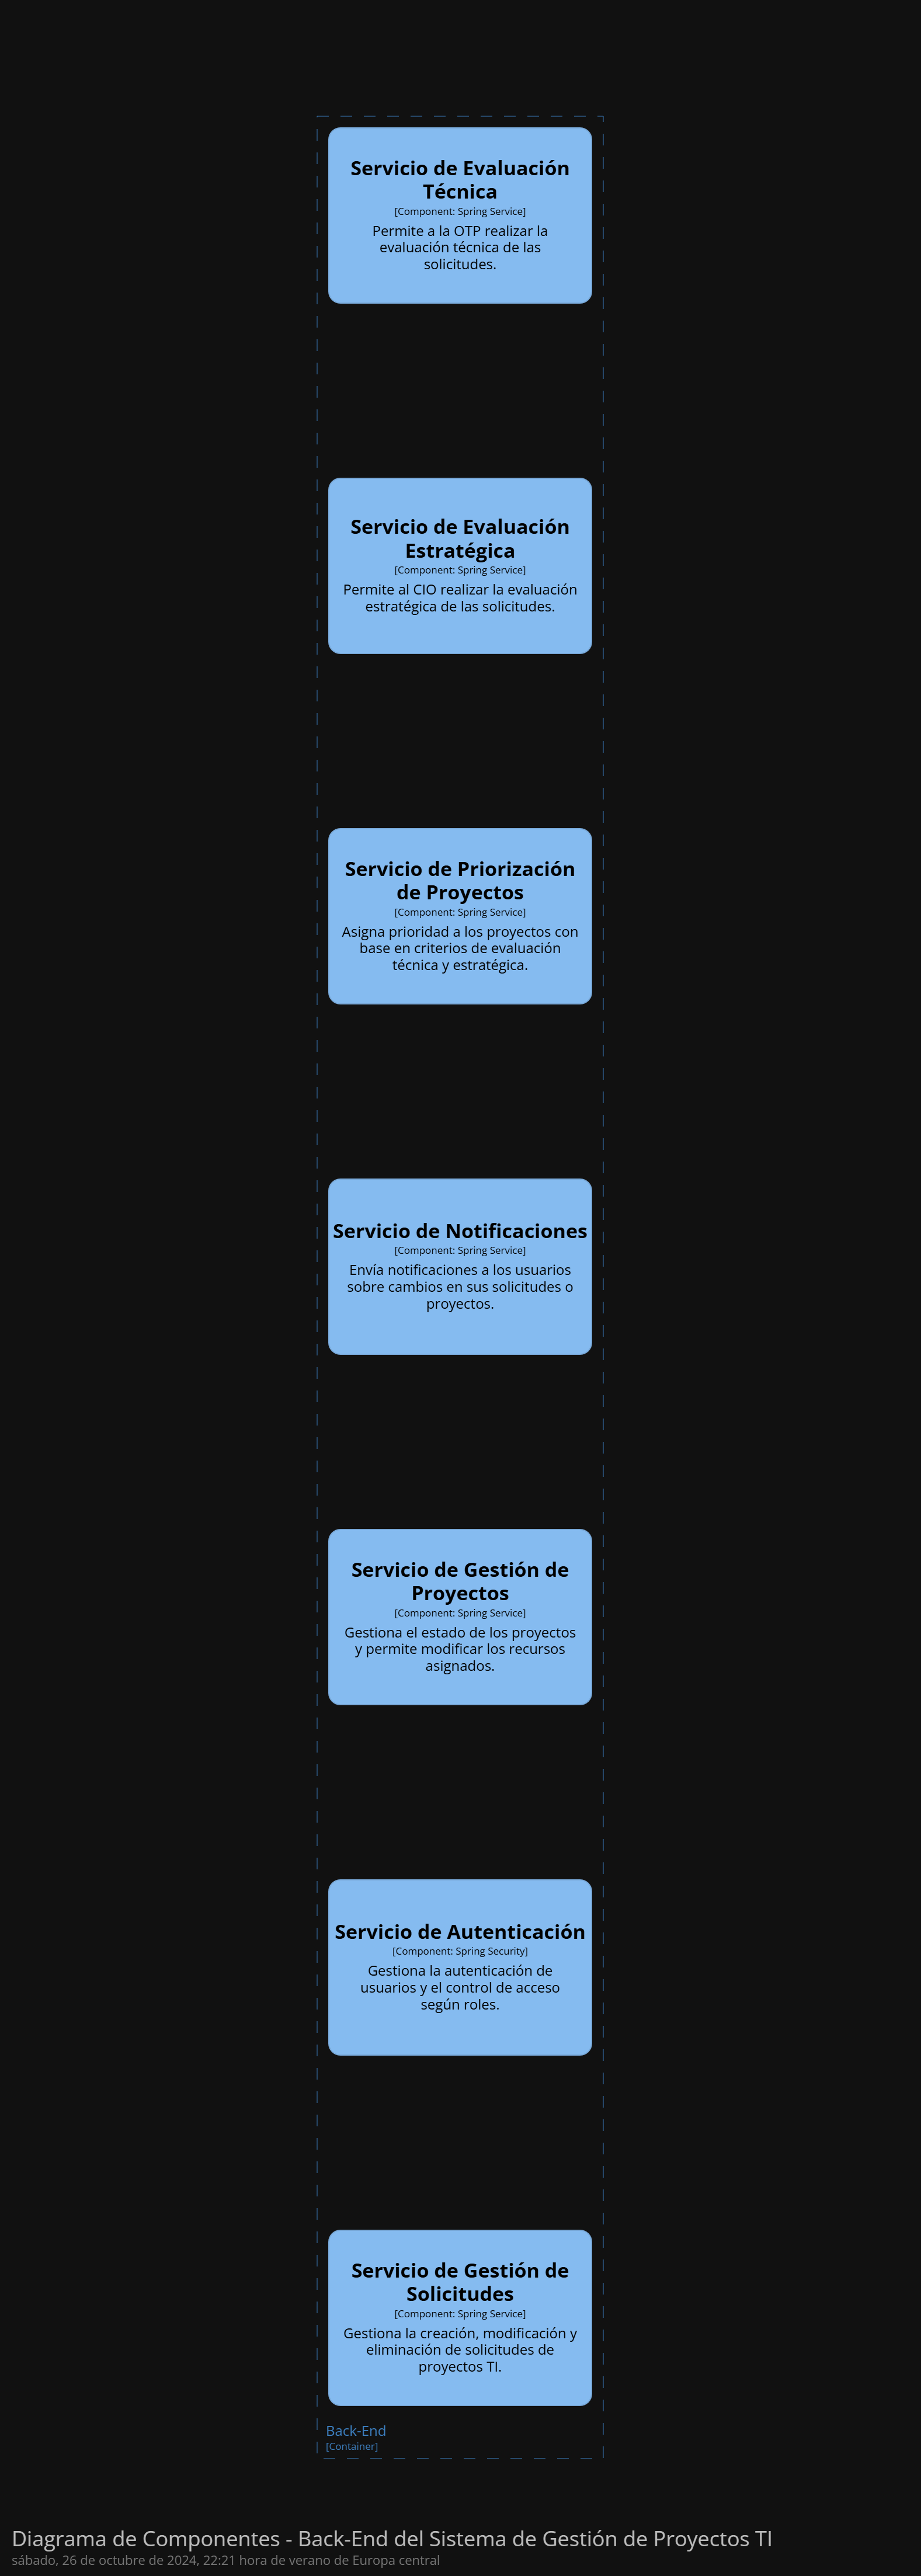 Servicio de Evaluación
Técnica
[Component: Spring Service]
Permite a la OTP realizar la
evaluación técnica de las
solicitudes.
Servicio de Evaluación
Estratégica
[Component: Spring Service]
Permite al CIO realizar la evaluación
estratégica de las solicitudes.
Servicio de Priorización
de Proyectos
[Component: Spring Service]
Asigna prioridad a los proyectos con
base en criterios de evaluación
técnica y estratégica.
Servicio de Notificaciones
[Component: Spring Service]
Envía notificaciones a los usuarios
sobre cambios en sus solicitudes o
proyectos.
Servicio de Gestión de
Proyectos
[Component: Spring Service]
Gestiona el estado de los proyectos
y permite modificar los recursos
asignados.
Servicio de Autenticación
[Component: Spring Security]
Gestiona la autenticación de
usuarios y el control de acceso
según roles.
Servicio de Gestión de
Solicitudes
[Component: Spring Service]
Gestiona la creación, modificación y
eliminación de solicitudes de
proyectos TI.
Back-End
[Container]
Diagrama de Componentes - Back-End del Sistema de Gestión de Proyectos TI
sábado, 26 de octubre de 2024, 22:21 hora de verano de Europa central